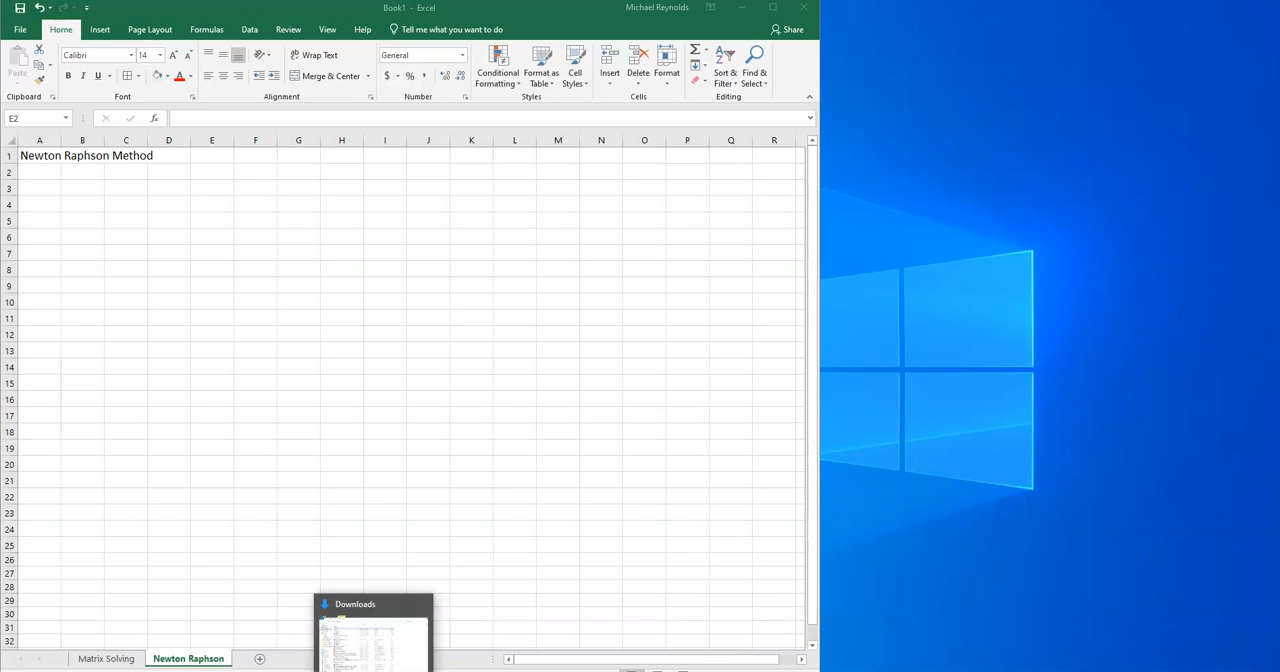 Book1 - Excel
Michael Reynolds
File Home Insert Page Layout Formulas Data Review View Help Tell me what you want to do Share
Paste
Calibri 14
B I U
Wrap Text
Merge & Center
General
$ % ,
Conditional Formatting
Format as Table
Cell Styles
Insert
Delete
Format
Sort & Filter
Find & Select
Clipboard Font Alignment Number Styles Cells Editing
E2
fx
A B C D E F G H I J K L M N O P Q R
1 Newton Raphson Method
2
3
4
5
6
7
8
9
10
11
12
13
14
15
16
17
18
19
20
21
22
23
24
25
26
27
28
29
30
31
32
Downloads
Matrix Solving Newton Raphson